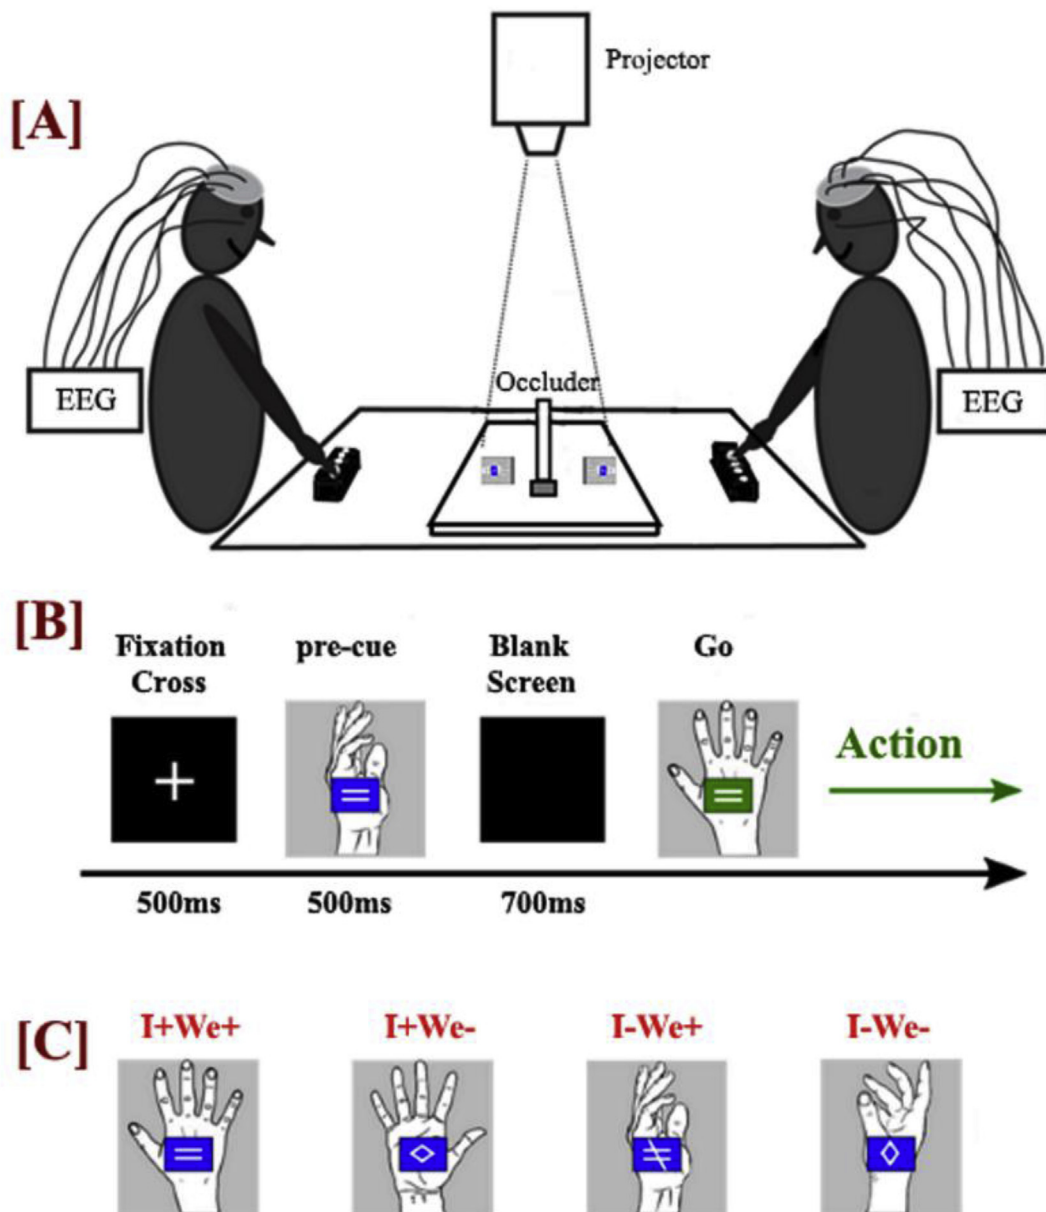 Projector
[A]
Occluder
EEG
EEG
[B]
Fixation
Cross
pre-cue
Blank
Screen
Go
Action
500ms
500ms
700ms
[C]
I+We+
I+We-
I-We+
I-We-